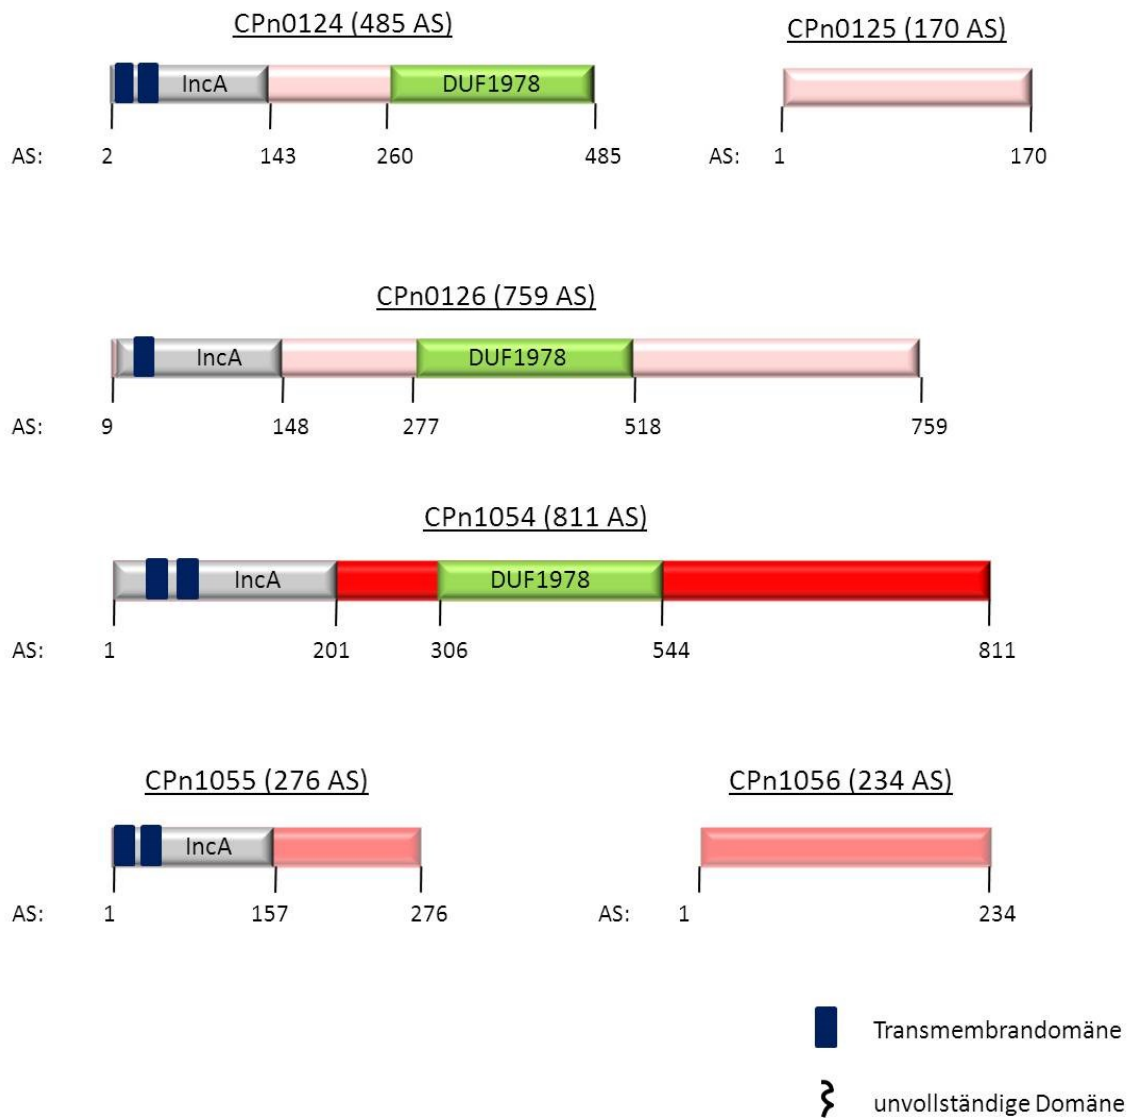 CPn0124 (485 AS)
CPn0125 (170 AS)
IncA DUF1978
AS: 2 143 260 485
AS: 1 170
CPn0126 (759 AS)
IncA DUF1978
AS: 9 148 277 518 759
CPn1054 (811 AS)
IncA DUF1978
AS: 1 201 306 544 811
CPn1055 (276 AS)
CPn1056 (234 AS)
IncA
AS: 1 157 276
AS: 1 234
Transmembrandomäne
unvollständige Domäne